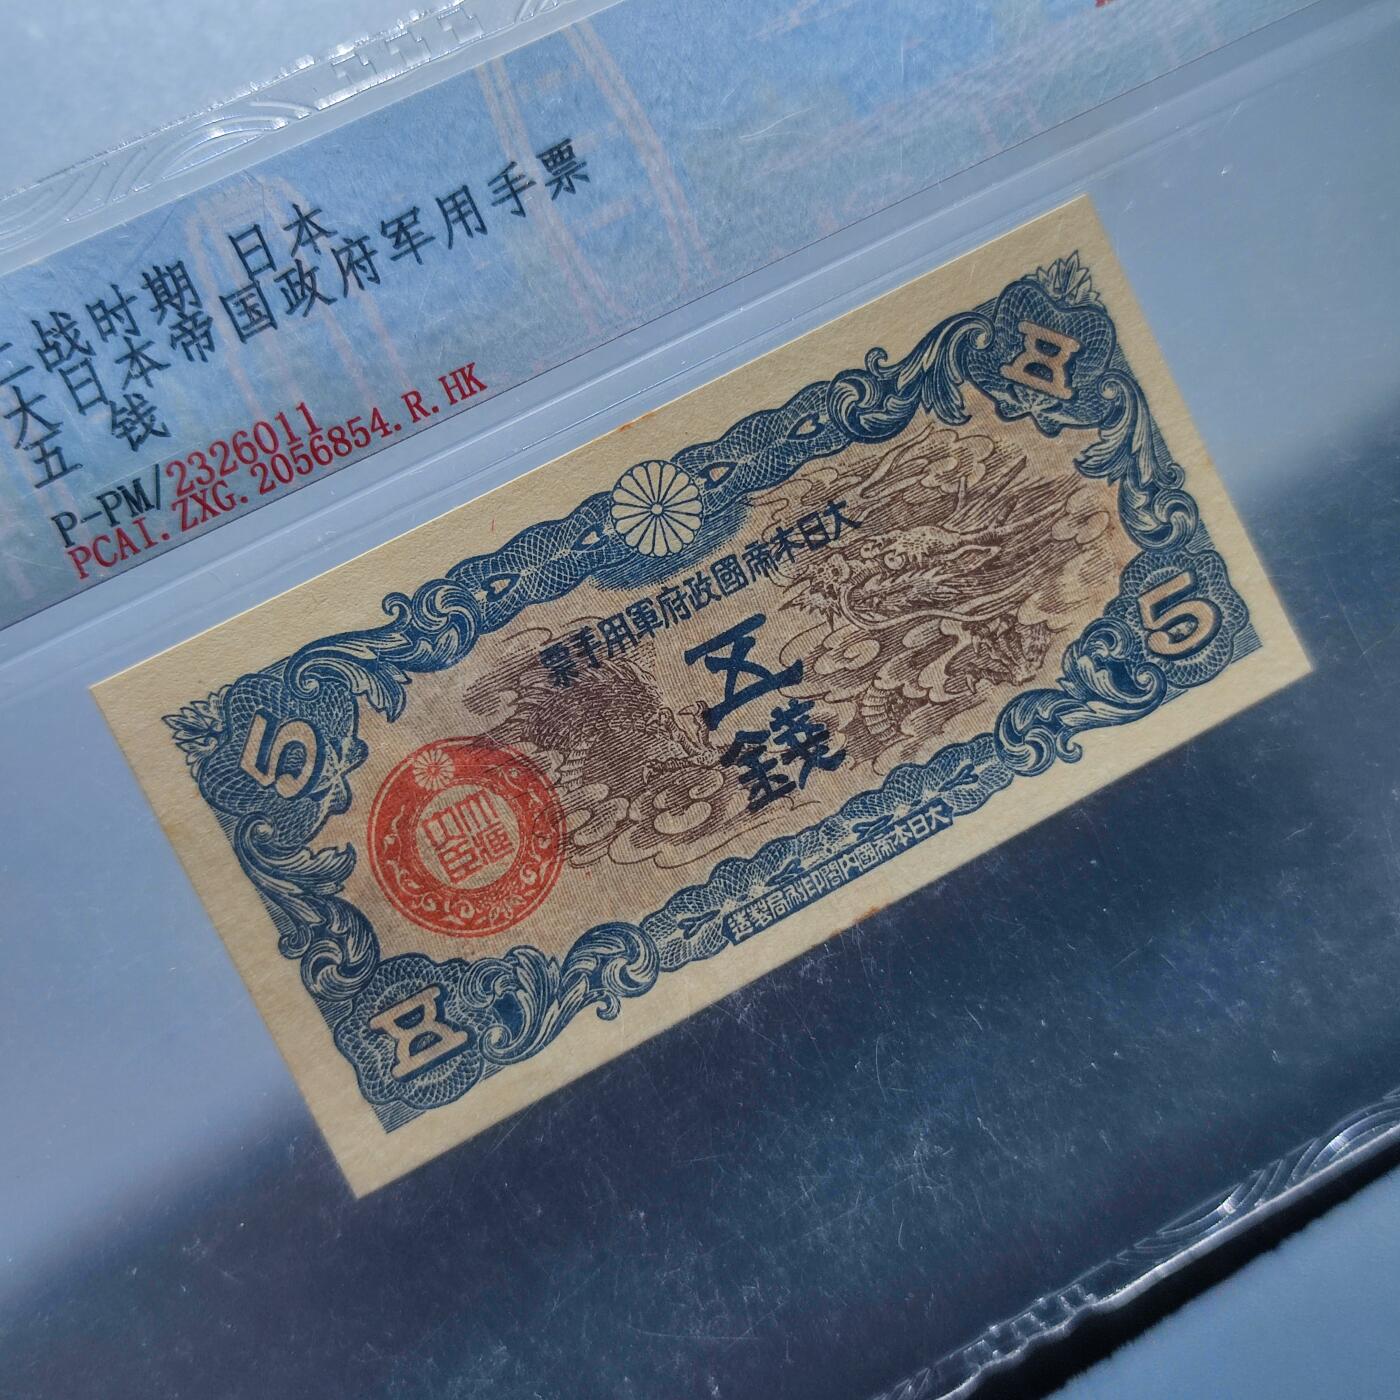 二战时期 日本
大日本帝国政府军用手票
五 钱
P-PM/2326011
PCAI.ZXG.2056854.R.HK
五
5
大日本帝國政府軍用手票
五
錢
5
五
大日本帝國内閣印刷局製造